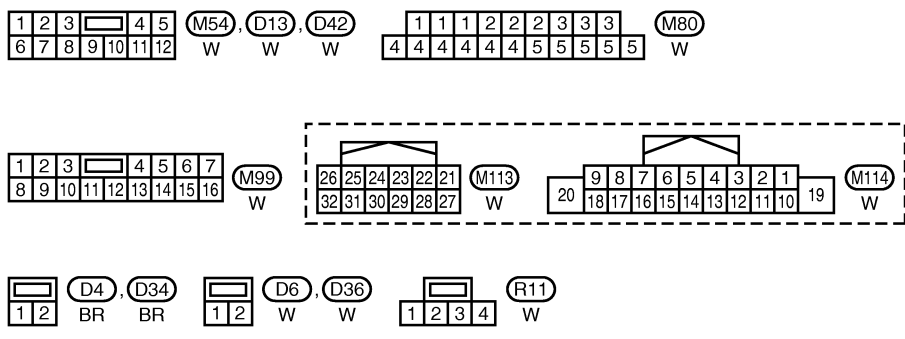 1 2 3 4 5 M54, D13, D42
6 7 8 9 10 11 12 W W W
1 1 1 2 2 2 3 3 3 M80
4 4 4 4 4 4 5 5 5 5 5 W
1 2 3 4 5 6 7 M99
8 9 10 11 12 13 14 15 16 W
26 25 24 23 22 21 M113
32 31 30 29 28 27 W
20 9 8 7 6 5 4 3 2 1 19 M114
18 17 16 15 14 13 12 11 10 W
D4, D34
1 2 BR BR
D6, D36
1 2 W W
R11
1 2 3 4 W